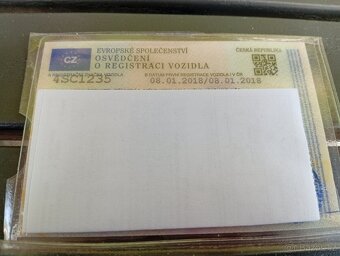 EVROPSKÉ SPOLEČENSTVÍ
ČESKÁ REPUBLIKA
CZ
OSVĚDČENÍ
O REGISTRACI VOZIDLA
A REGISTRAČNÍ ZNAČKA VOZIDLA
B DATUM PRVNÍ REGISTRACE VOZIDLA / V ČR
4SC1235
08.01.2018/08.01.2018